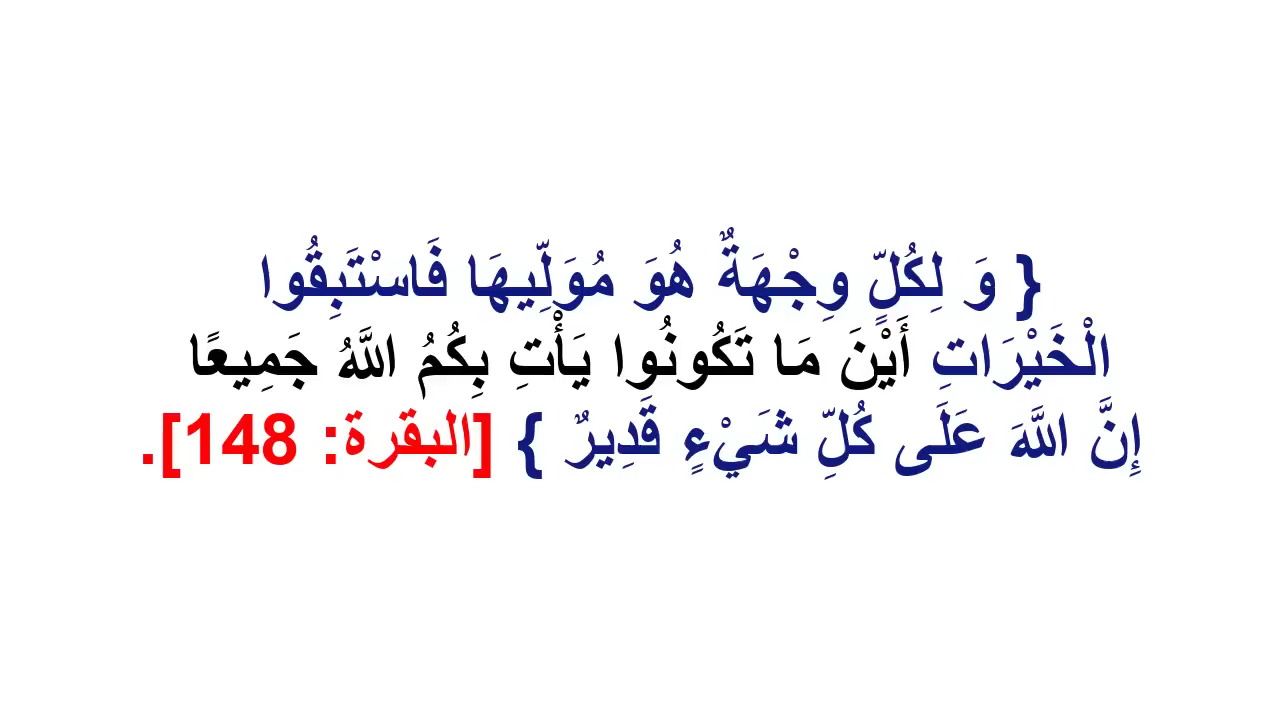 { وَ لِكُلٍّ وِجْهَةٌ هُوَ مُوَلِّيهَا فَاسْتَبِقُوا
الْخَيْرَاتِ أَيْنَ مَا تَكُونُوا يَأْتِ بِكُمُ اللَّهُ جَمِيعًا
إِنَّ اللَّهَ عَلَى كُلِّ شَيْءٍ قَدِيرٌ } [البقرة: 148].